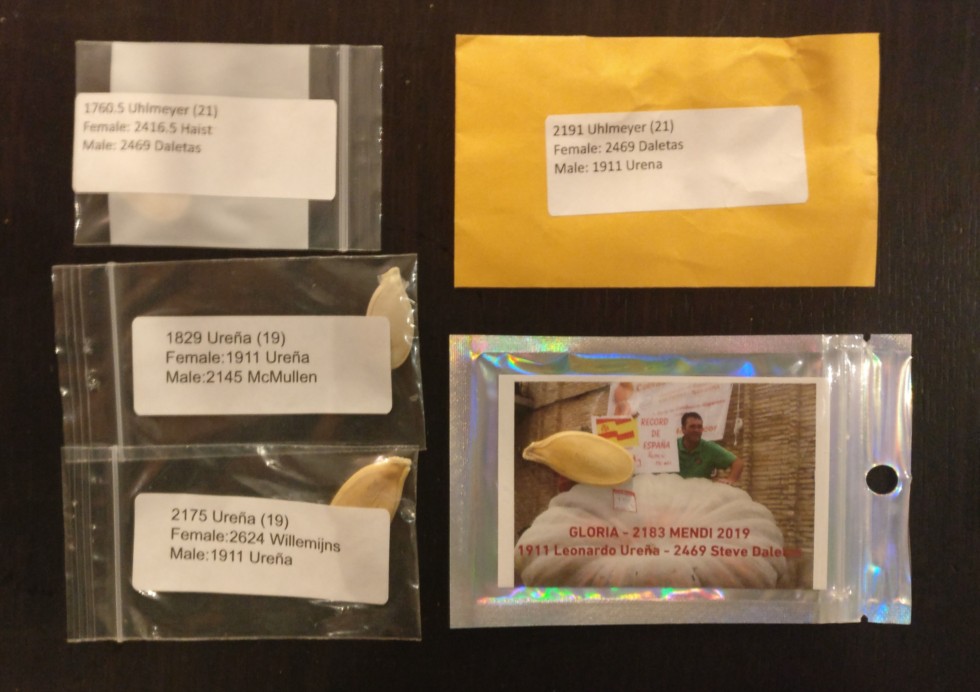 1760.5 Uhlmeyer (21)
Female: 2416.5 Haist
Male: 2469 Daletas
2191 Uhlmeyer (21)
Female: 2469 Daletas
Male: 1911 Urena
1829 Ureña (19)
Female:1911 Ureña
Male:2145 McMullen
2175 Ureña (19)
Female:2624 Willemijns
Male:1911 Ureña
RECORD
DE
ESPAÑA
GLORIA - 2183 MENDI 2019
1911 Leonardo Ureña - 2469 Steve